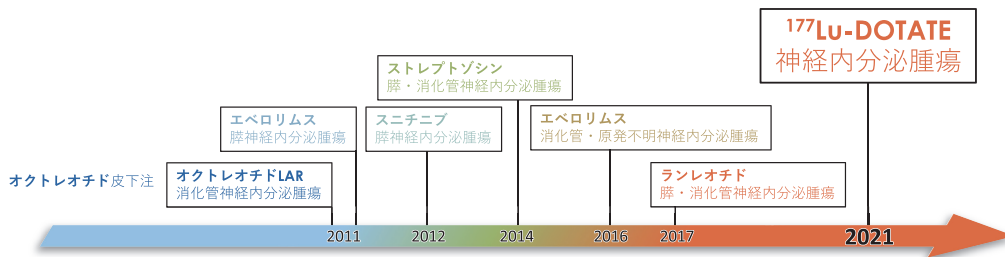 ¹⁷⁷Lu-DOTATE
神経内分泌腫瘍
ストレプトゾシン
膵・消化管神経内分泌腫瘍
エベロリムス
膵神経内分泌腫瘍
スニチニブ
膵神経内分泌腫瘍
エベロリムス
消化管・原発不明神経内分泌腫瘍
オクトレオチド皮下注
オクトレオチドLAR
消化管神経内分泌腫瘍
ランレオチド
膵・消化管神経内分泌腫瘍
2011 2012 2014 2016 2017 2021